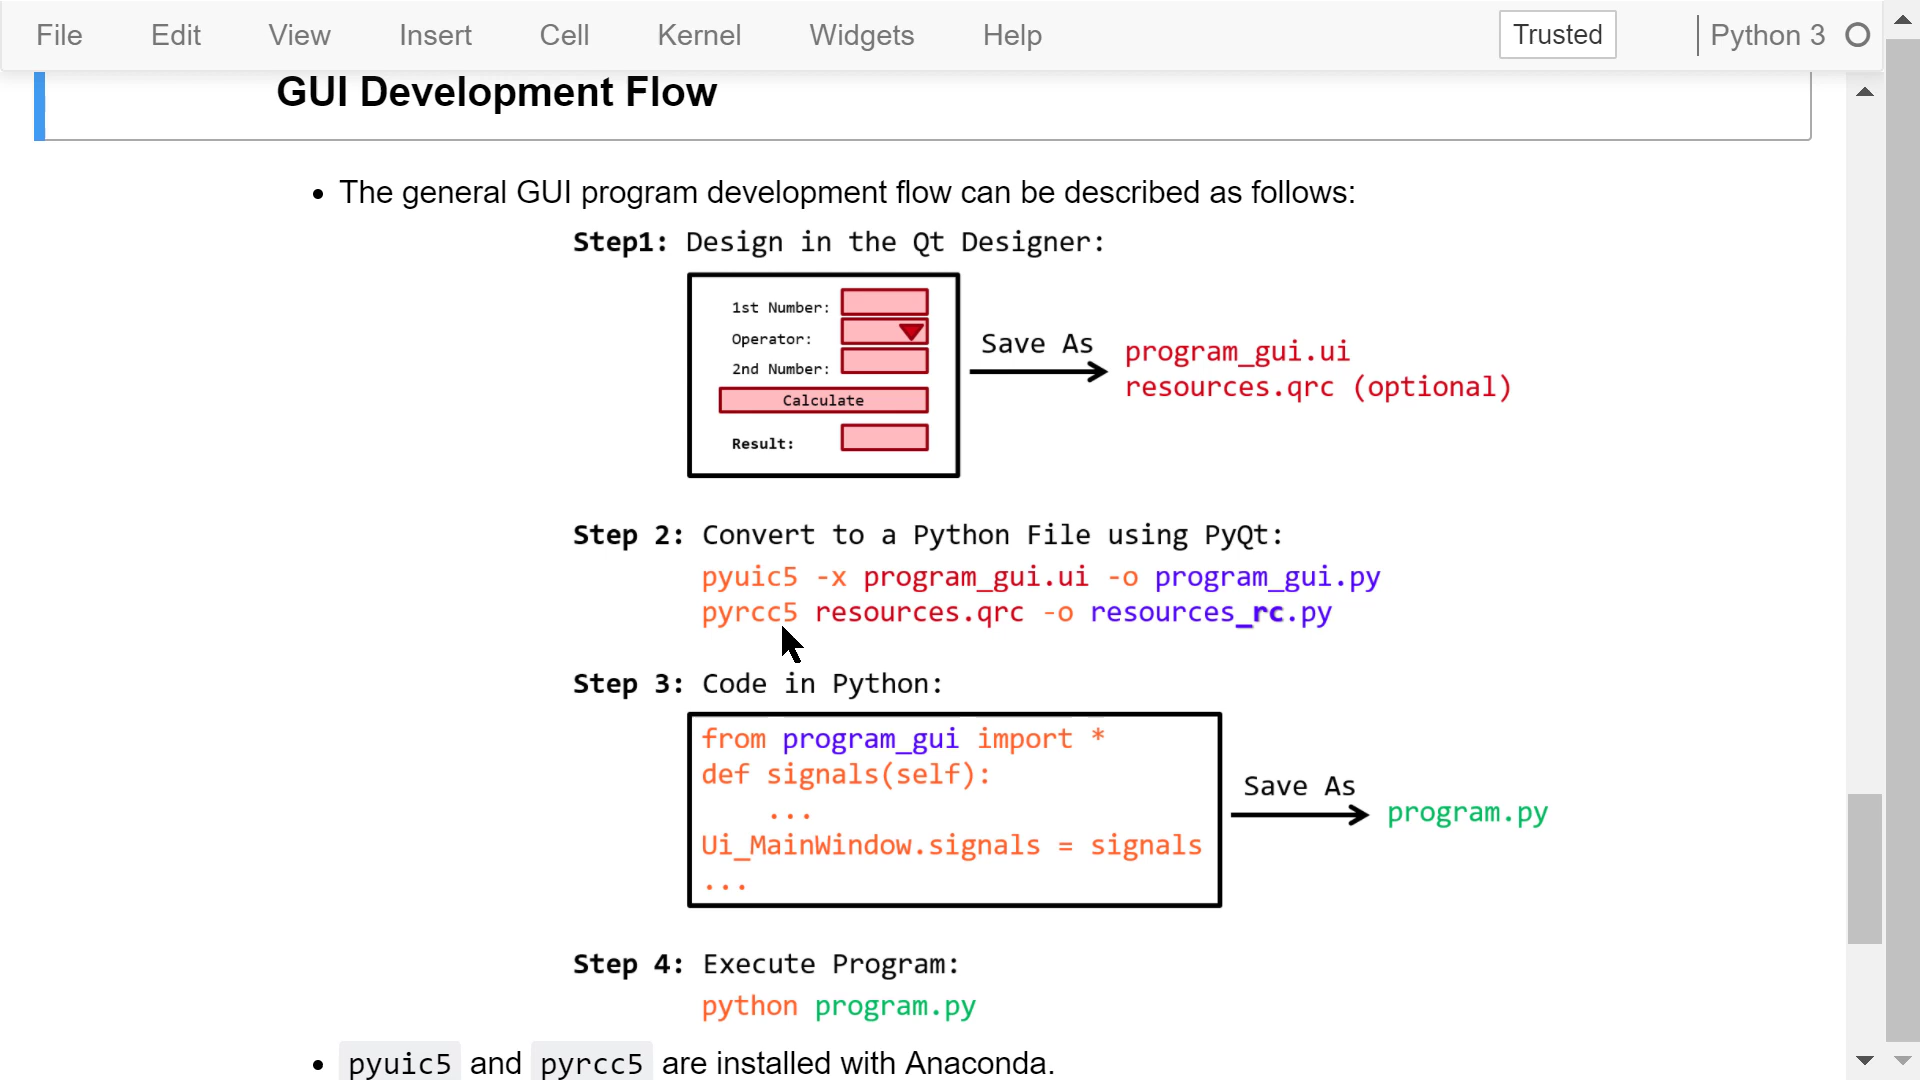 File Edit View Insert Cell Kernel Widgets Help Trusted Python 3
GUI Development Flow
• The general GUI program development flow can be described as follows:
Step1: Design in the Qt Designer:
1st Number:
Operator:
2nd Number:
Calculate
Result:
Save As
program_gui.ui
resources.qrc (optional)
Step 2: Convert to a Python File using PyQt:
pyuic5 -x program_gui.ui -o program_gui.py
pyrcc5 resources.qrc -o resources_rc.py
Step 3: Code in Python:
from program_gui import *
def signals(self):
...
Ui_MainWindow.signals = signals
...
Save As
program.py
Step 4: Execute Program:
python program.py
• pyuic5 and pyrcc5 are installed with Anaconda.